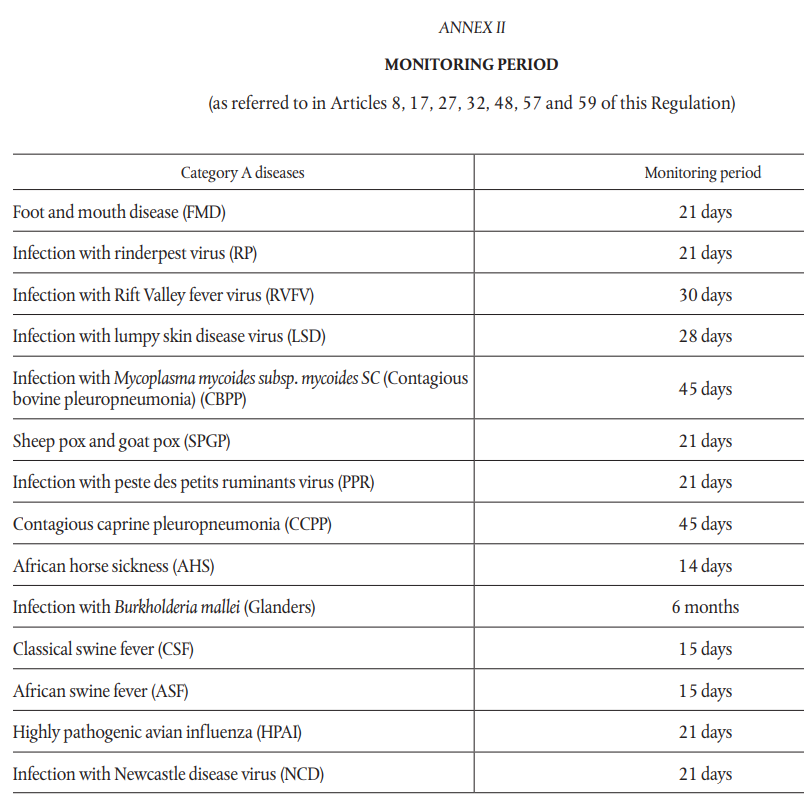 ANNEX II
MONITORING PERIOD
(as referred to in Articles 8, 17, 27, 32, 48, 57 and 59 of this Regulation)
Category A diseases Monitoring period
Foot and mouth disease (FMD) 21 days
Infection with rinderpest virus (RP) 21 days
Infection with Rift Valley fever virus (RVFV) 30 days
Infection with lumpy skin disease virus (LSD) 28 days
Infection with Mycoplasma mycoides subsp. mycoides SC (Contagious
bovine pleuropneumonia) (CBPP) 45 days
Sheep pox and goat pox (SPGP) 21 days
Infection with peste des petits ruminants virus (PPR) 21 days
Contagious caprine pleuropneumonia (CCPP) 45 days
African horse sickness (AHS) 14 days
Infection with Burkholderia mallei (Glanders) 6 months
Classical swine fever (CSF) 15 days
African swine fever (ASF) 15 days
Highly pathogenic avian influenza (HPAI) 21 days
Infection with Newcastle disease virus (NCD) 21 days